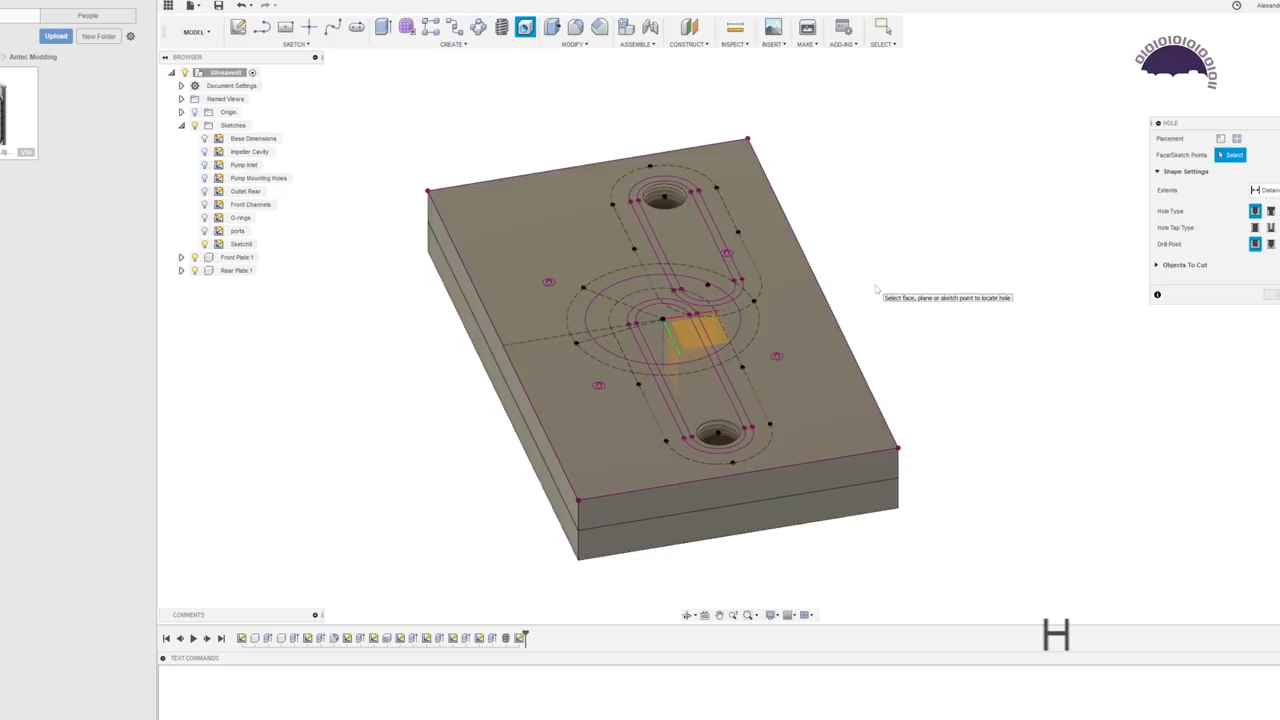 People
Upload
New Folder
Antec Modding
MODEL
SKETCH
CREATE
MODIFY
ASSEMBLE
CONSTRUCT
INSPECT
INSERT
MAKE
ADD-INS
SELECT
BROWSER
(Unsaved)
Document Settings
Named Views
Origin
Sketches
Base Dimensions
Impeller Cavity
Pump Inlet
Pump Mounting Holes
Outlet Rear
Front Channels
O-rings
ports
Sketch9
Front Plate:1
Rear Plate:1
HOLE
Placement
Face/Sketch Points
Select
Shape Settings
Extents
Hole Type
Hole Tap Type
Drill Point
Objects To Cut
Select face, plane or sketch point to locate hole
COMMENTS
H
TEXT COMMANDS